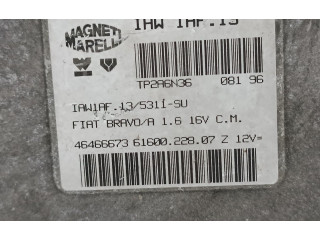 MAGNETI
MARELLI
IAW 1AF.13
TP2A6N36 081 96
IAW1AF.13/531I-SU
FIAT BRAVO/A 1.6 16V C.M.
46466673 61600.228.07 Z 12V=